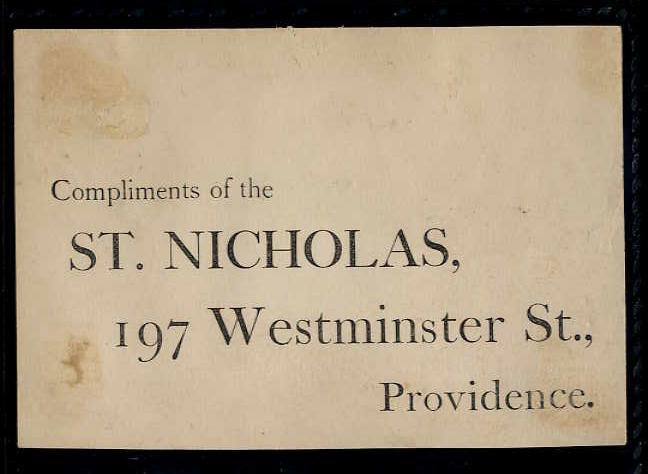 Compliments of the
ST. NICHOLAS,
197 Westminster St.,
Providence.